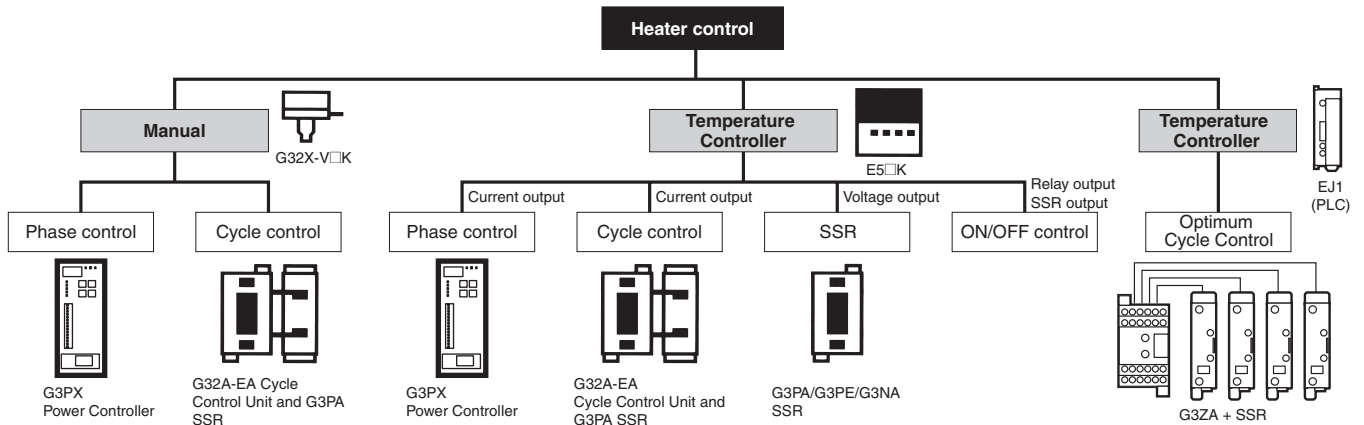 Heater control
Manual
G32X-V□K
Temperature
Controller
E5□K
Temperature
Controller
EJ1
(PLC)
Current output
Current output
Voltage output
Relay output
SSR output
Phase control
Cycle control
Phase control
Cycle control
SSR
ON/OFF control
Optimum
Cycle Control
G3PX
Power Controller
G32A-EA Cycle
Control Unit and G3PA
SSR
G3PX
Power Controller
G32A-EA
Cycle Control Unit and
G3PA SSR
G3PA/G3PE/G3NA
SSR
G3ZA + SSR